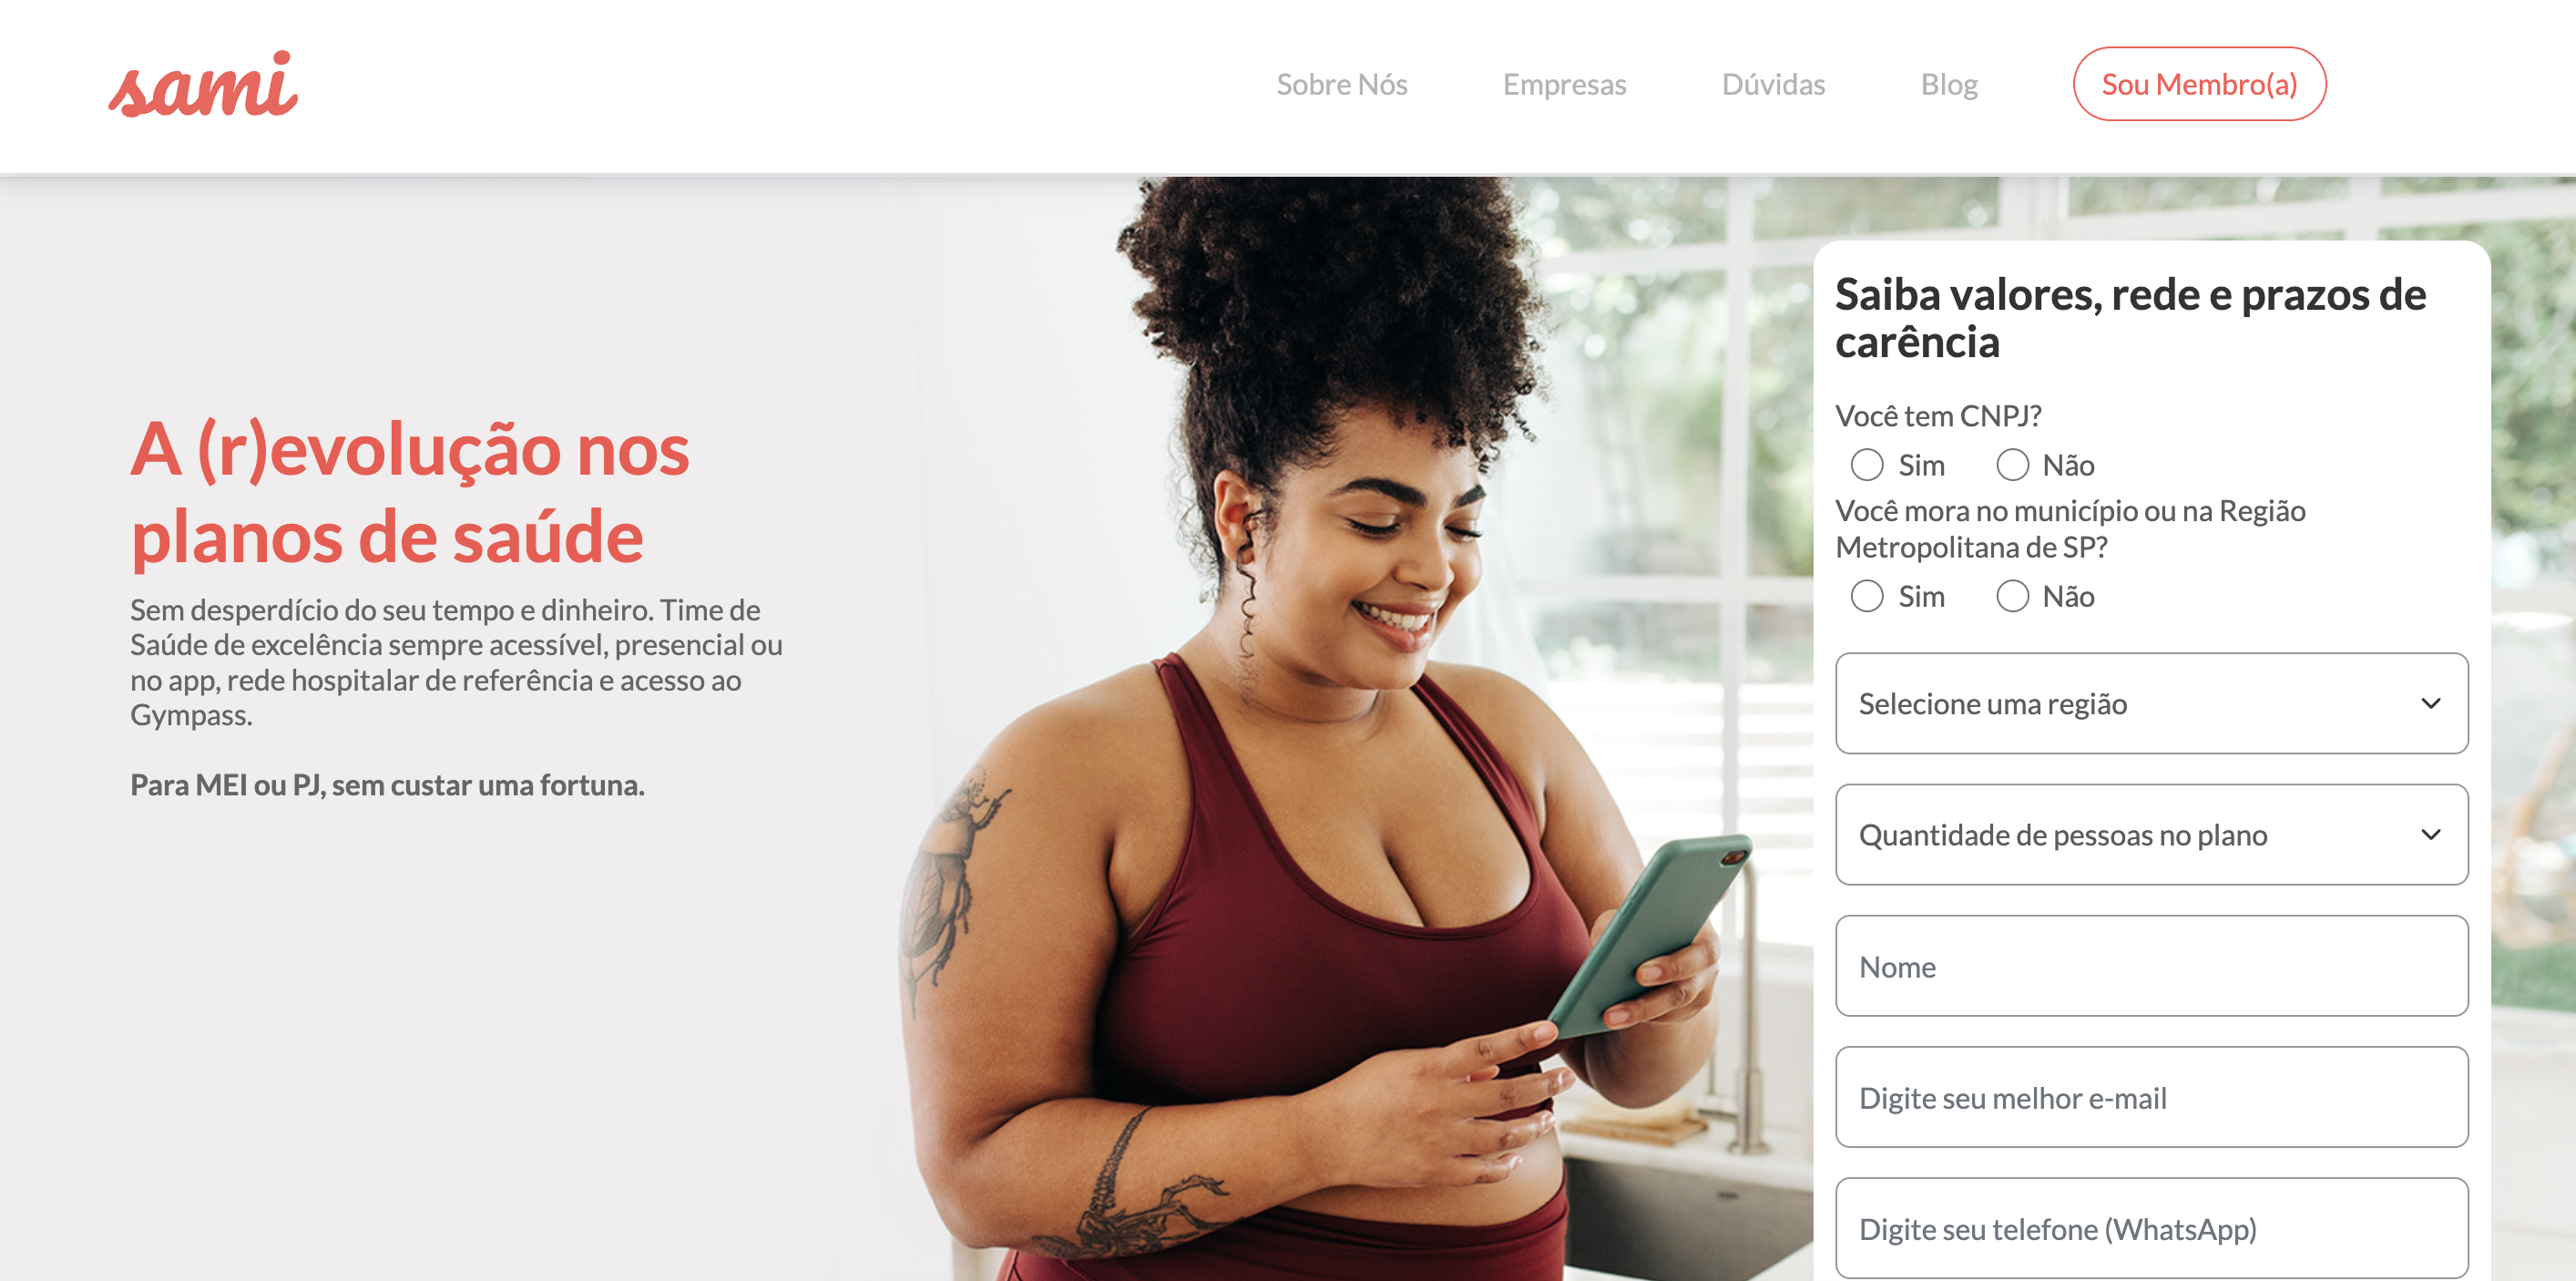 sami
Sobre Nós
Empresas
Dúvidas
Blog
Sou Membro(a)
A (r)evolução nos
planos de saúde
Sem desperdício do seu tempo e dinheiro. Time de
Saúde de excelência sempre acessível, presencial ou
no app, rede hospitalar de referência e acesso ao
Gympass.
Para MEI ou PJ, sem custar uma fortuna.
Saiba valores, rede e prazos de
carência
Você tem CNPJ?
Sim
Não
Você mora no município ou na Região
Metropolitana de SP?
Sim
Não
Selecione uma região
Quantidade de pessoas no plano
Nome
Digite seu melhor e-mail
Digite seu telefone (WhatsApp)